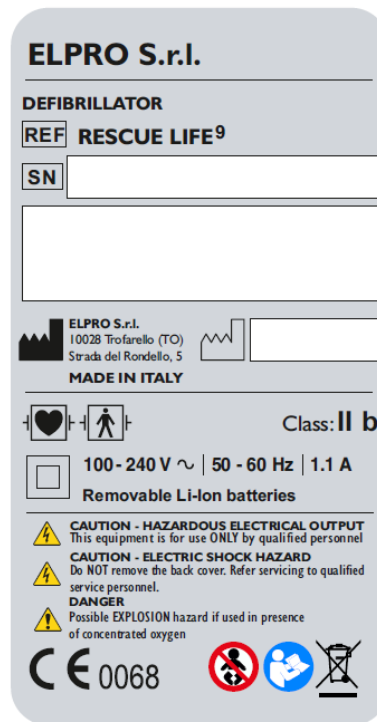 ELPRO S.r.l.
DEFIBRILLATOR
REF RESCUE LIFE⁹
SN
ELPRO S.r.l.
10028 Trofarello (TO)
Strada del Rondello, 5
MADE IN ITALY
Class: II b
100 - 240 V ∿ | 50 - 60 Hz | 1.1 A
Removable Li-Ion batteries
CAUTION - HAZARDOUS ELECTRICAL OUTPUT
This equipment is for use ONLY by qualified personnel
CAUTION - ELECTRIC SHOCK HAZARD
Do NOT remove the back cover. Refer servicing to qualified
service personnel.
DANGER
Possible EXPLOSION hazard if used in presence
of concentrated oxygen
CE 0068